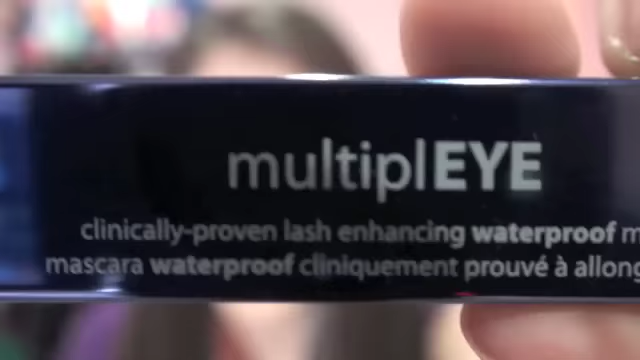 multiplEYE
clinically-proven lash enhancing waterproof m
mascara waterproof cliniquement prouvé à allong